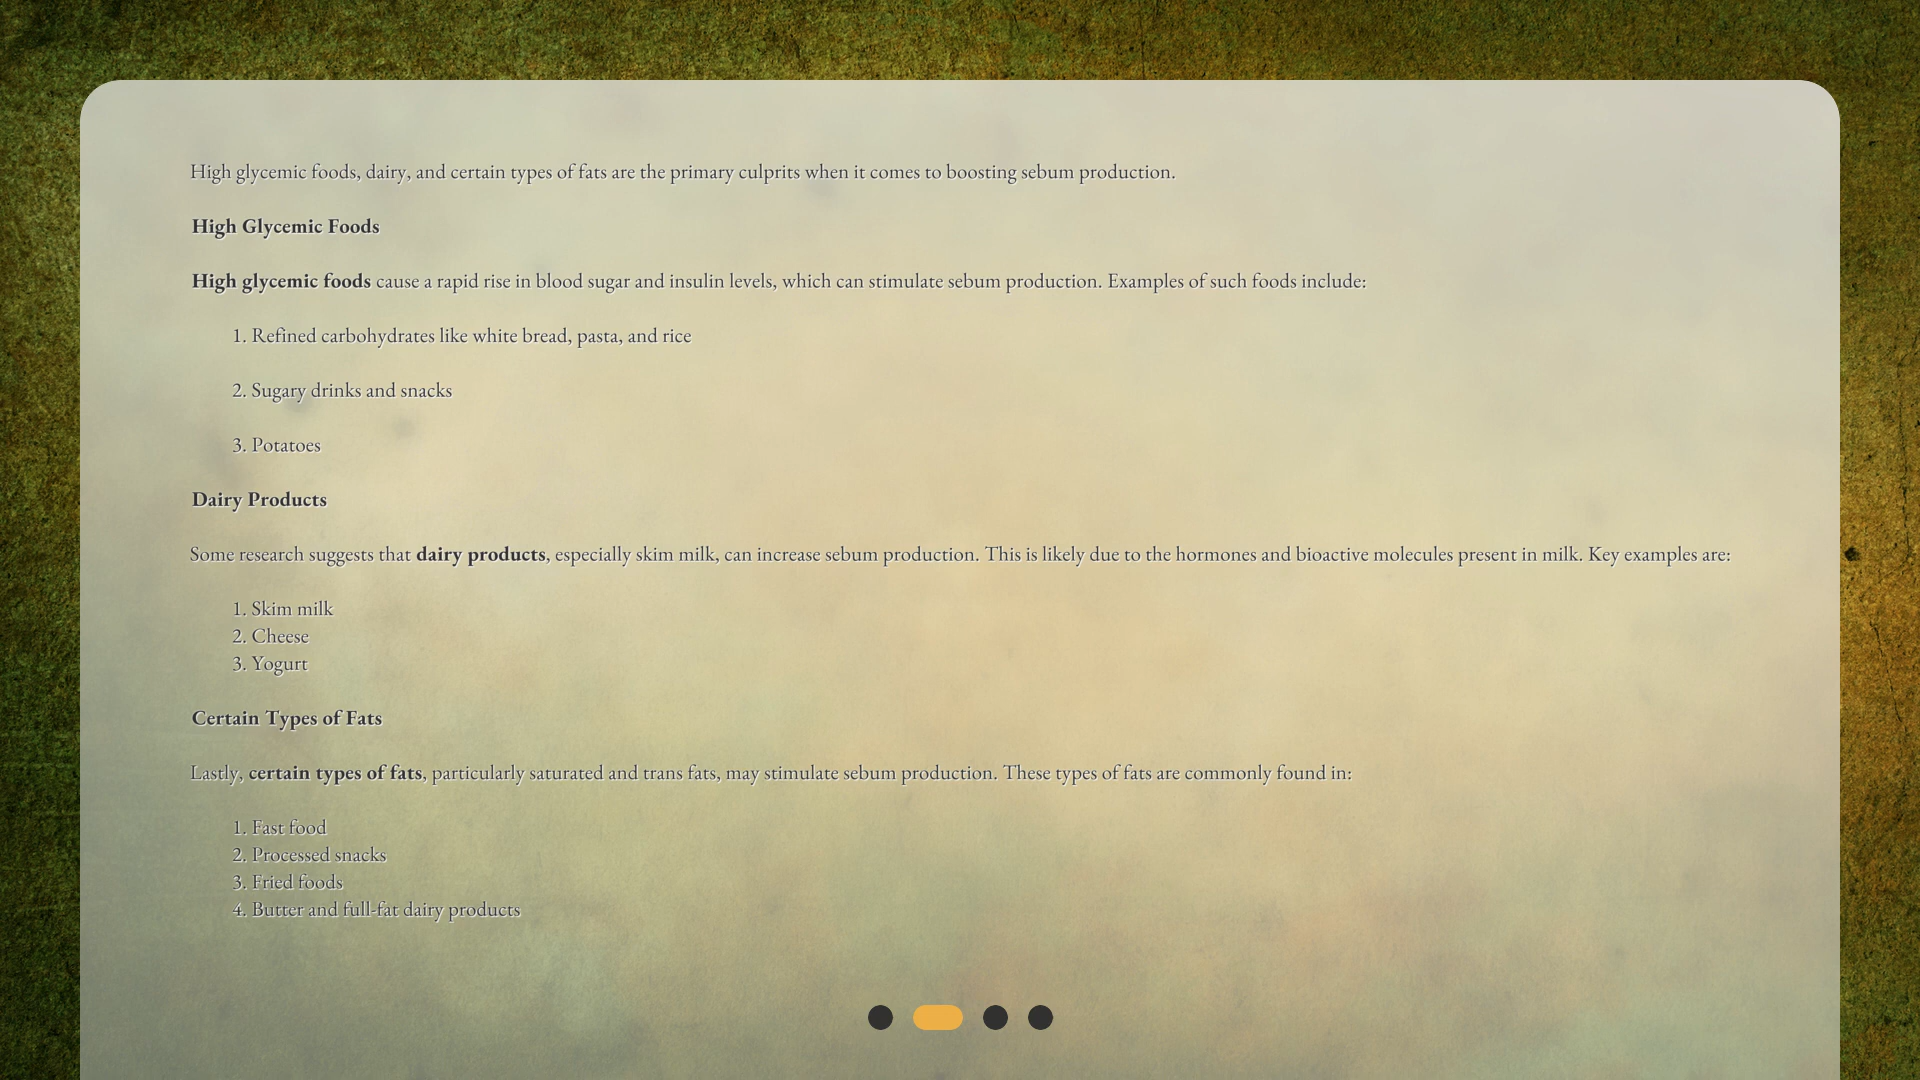 High glycemic foods, dairy, and certain types of fats are the primary culprits when it comes to boosting sebum production.
High Glycemic Foods
High glycemic foods cause a rapid rise in blood sugar and insulin levels, which can stimulate sebum production. Examples of such foods include:
1. Refined carbohydrates like white bread, pasta, and rice
2. Sugary drinks and snacks
3. Potatoes
Dairy Products
Some research suggests that dairy products, especially skim milk, can increase sebum production. This is likely due to the hormones and bioactive molecules present in milk. Key examples are:
1. Skim milk
2. Cheese
3. Yogurt
Certain Types of Fats
Lastly, certain types of fats, particularly saturated and trans fats, may stimulate sebum production. These types of fats are commonly found in:
1. Fast food
2. Processed snacks
3. Fried foods
4. Butter and full-fat dairy products